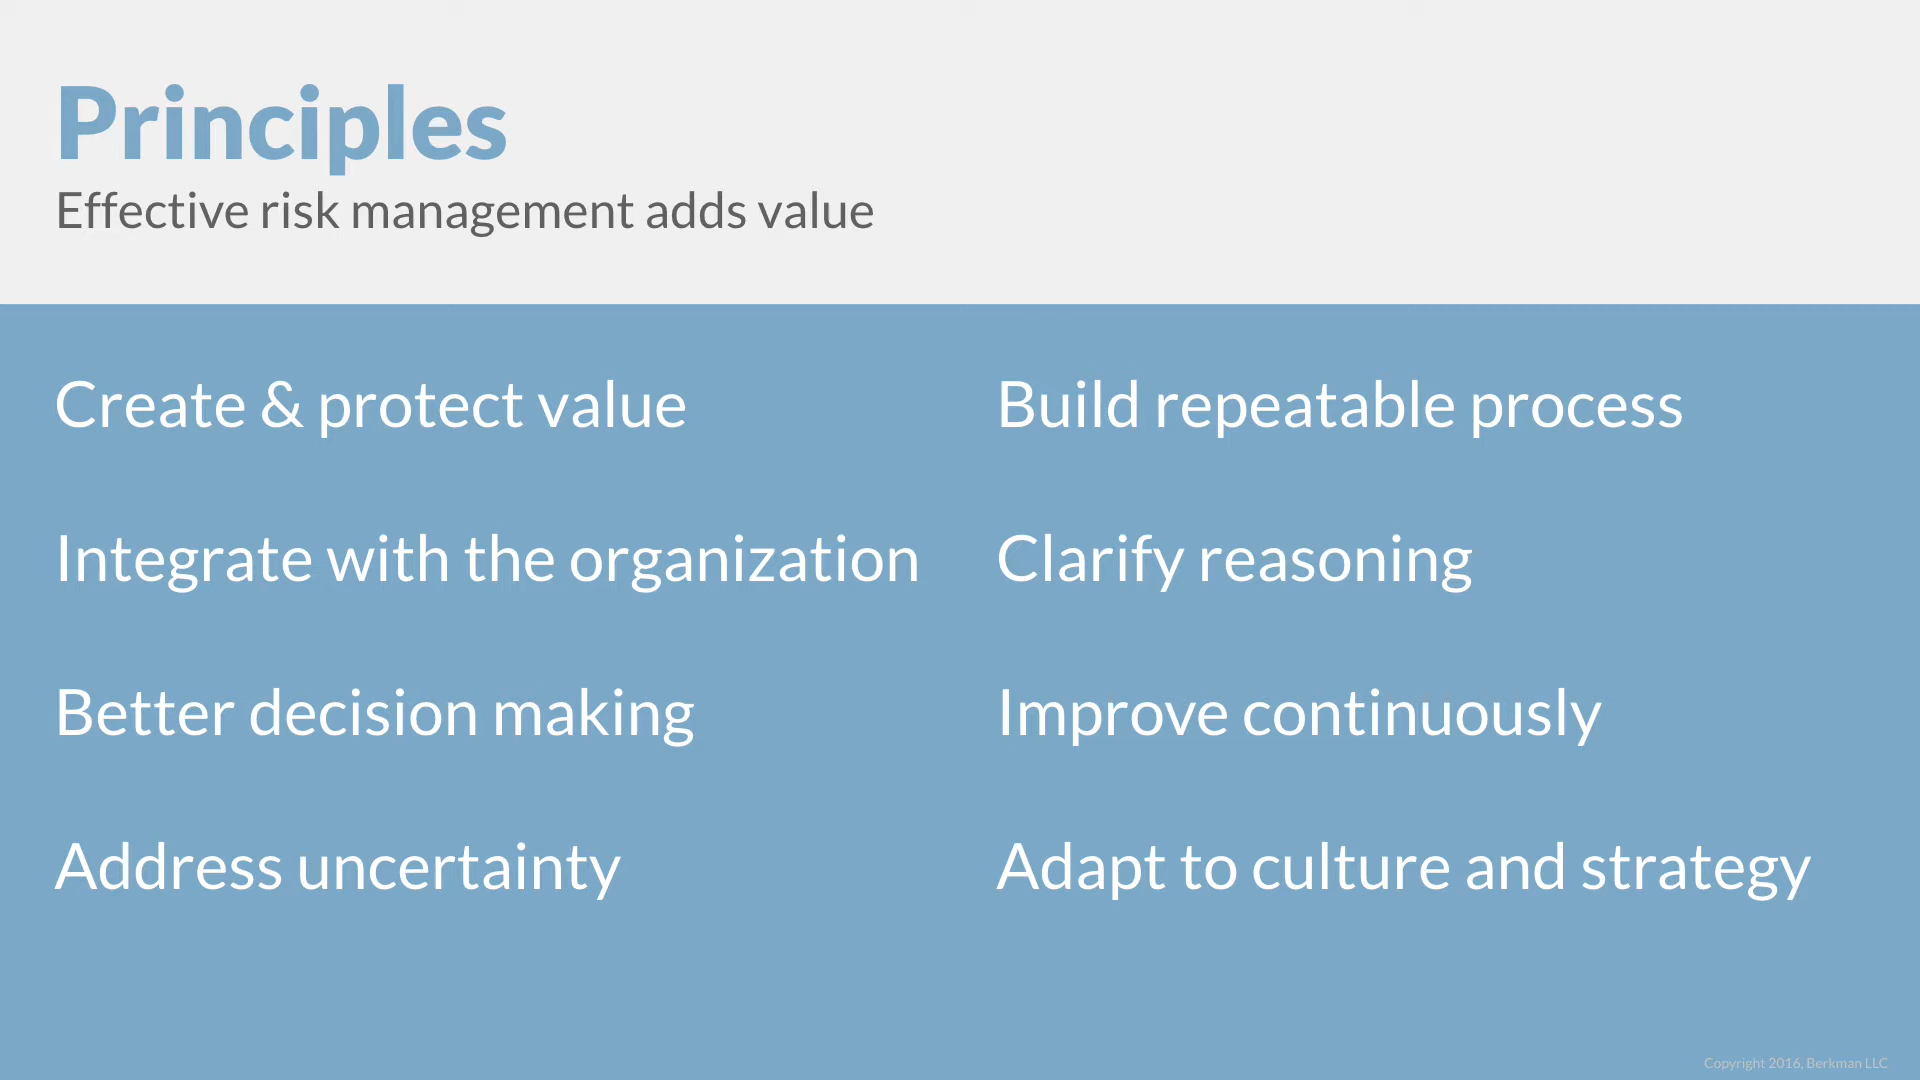 Principles
Effective risk management adds value
Create & protect value
Integrate with the organization
Better decision making
Address uncertainty
Build repeatable process
Clarify reasoning
Improve continuously
Adapt to culture and strategy
Copyright 2016, Berkman LLC